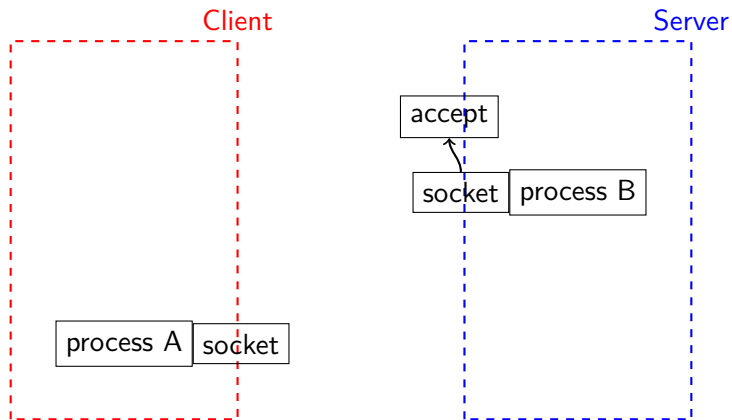 Client
Server
accept
socket
process B
process A
socket